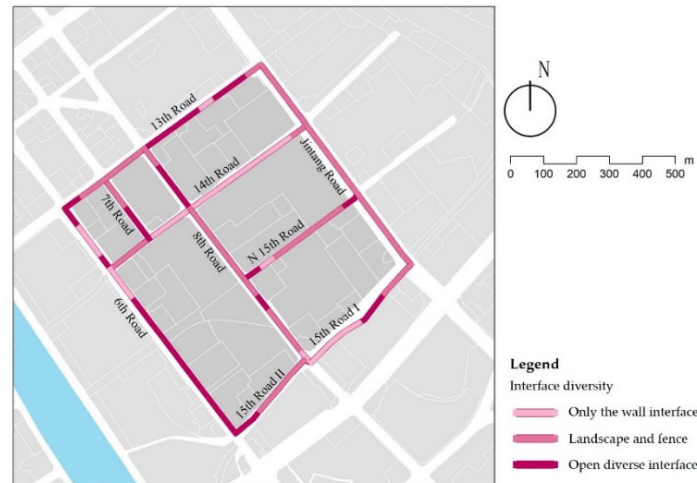 13th Road
14th Road
Jintang Road
7th Road
8th Road
N 15th Road
6th Road
15th Road I
15th Road II
N
0 100 200 300 400 500 m
Legend
Interface diversity
Only the wall interface
Landscape and fence
Open diverse interface